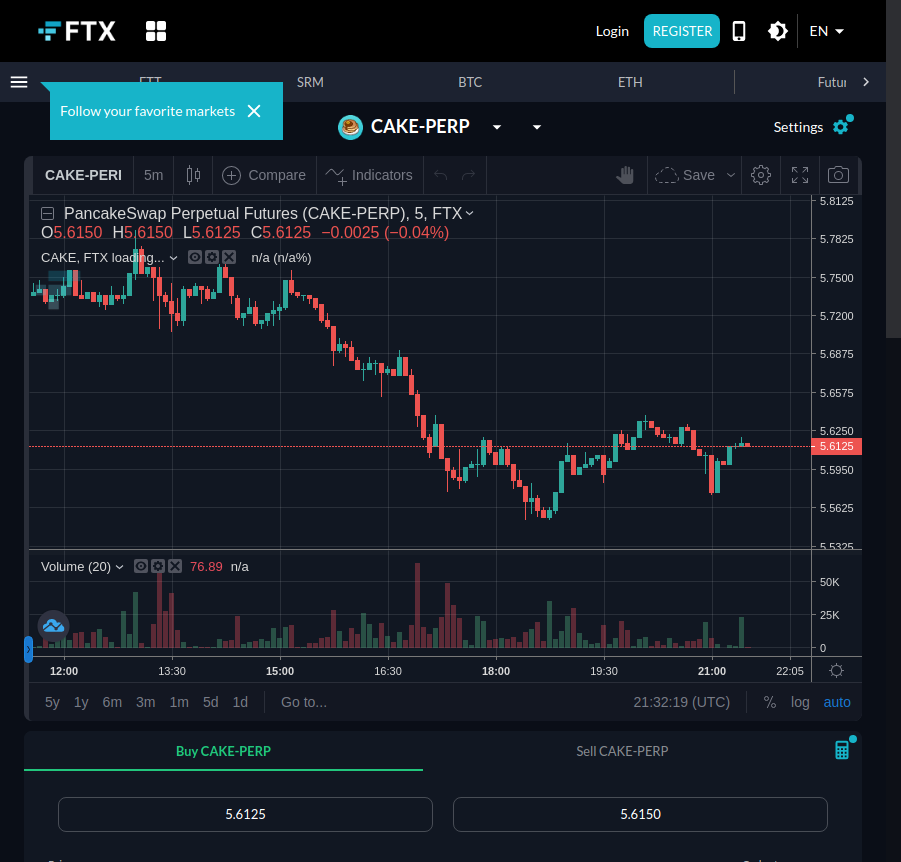 FTX
Login
REGISTER
EN
FTT
SRM
BTC
ETH
Futur
Follow your favorite markets
CAKE-PERP
Settings
CAKE-PERI
5m
Compare
Indicators
Save
PancakeSwap Perpetual Futures (CAKE-PERP), 5, FTX
O5.6150 H5.6150 L5.6125 C5.6125 −0.0025 (−0.04%)
CAKE, FTX loading... n/a (n/a%)
5.8125
5.7825
5.7500
5.7200
5.6875
5.6575
5.6250
5.6125
5.5950
5.5625
5.5325
Volume (20) 76.89 n/a
50K
25K
0
12:00 13:30 15:00 16:30 18:00 19:30 21:00 22:05
5y 1y 6m 3m 1m 5d 1d Go to... 21:32:19 (UTC) % log auto
Buy CAKE-PERP
Sell CAKE-PERP
5.6125
5.6150